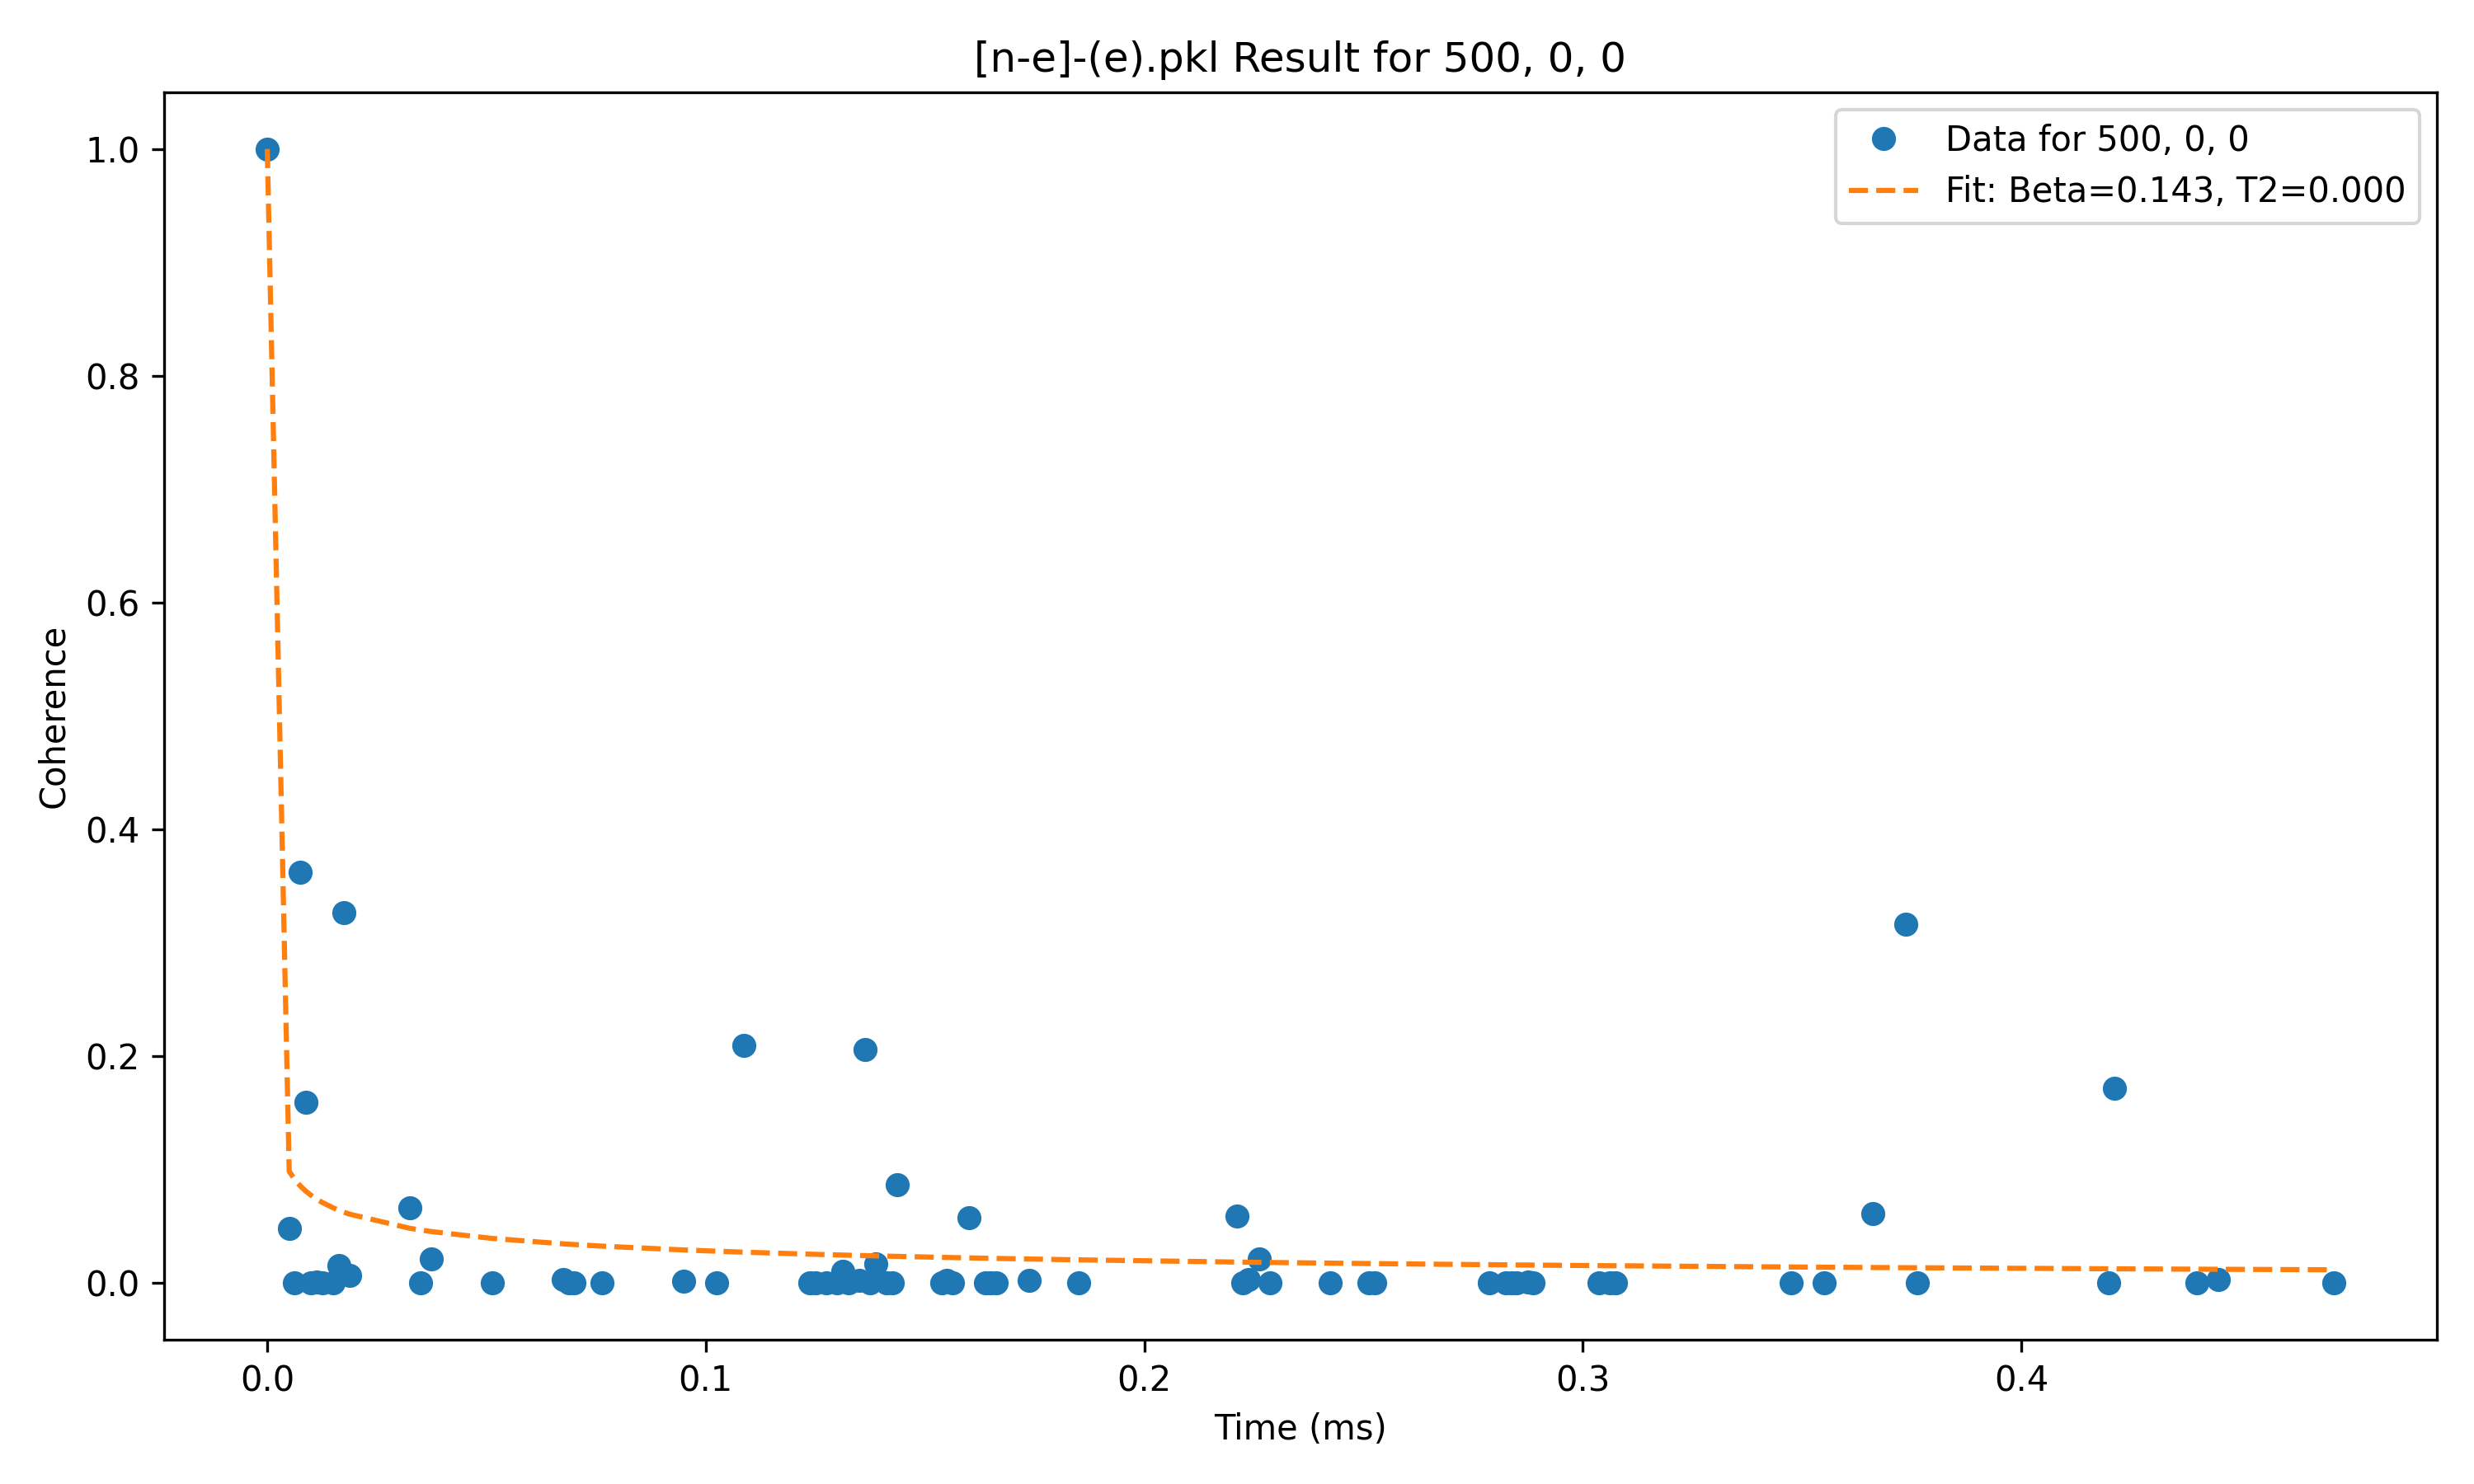 [n-e]-(e).pkl Result for 500, 0, 0
Data for 500, 0, 0
Fit: Beta=0.143, T2=0.000
1.0
0.8
0.6
0.4
0.2
0.0
Coherence
0.0 0.1 0.2 0.3 0.4
Time (ms)